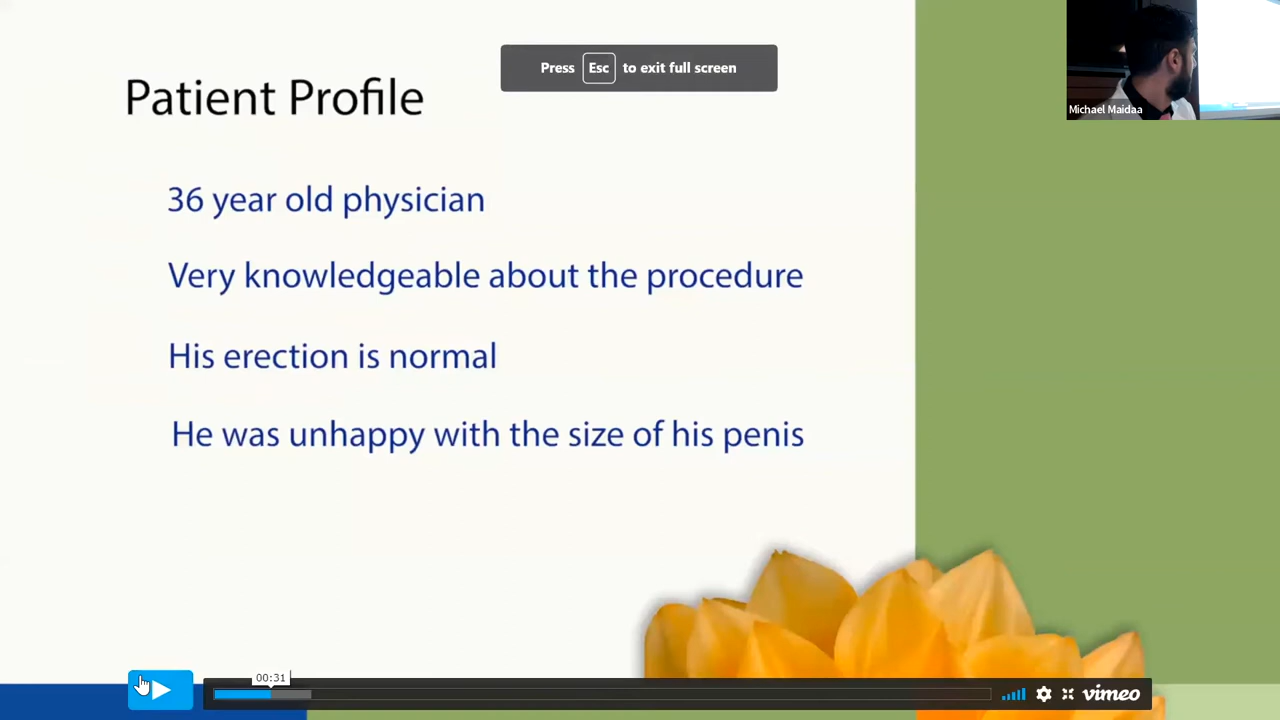 Press Esc to exit full screen
Michael Maidaa
Patient Profile
36 year old physician
Very knowledgeable about the procedure
His erection is normal
He was unhappy with the size of his penis
00:31
vimeo